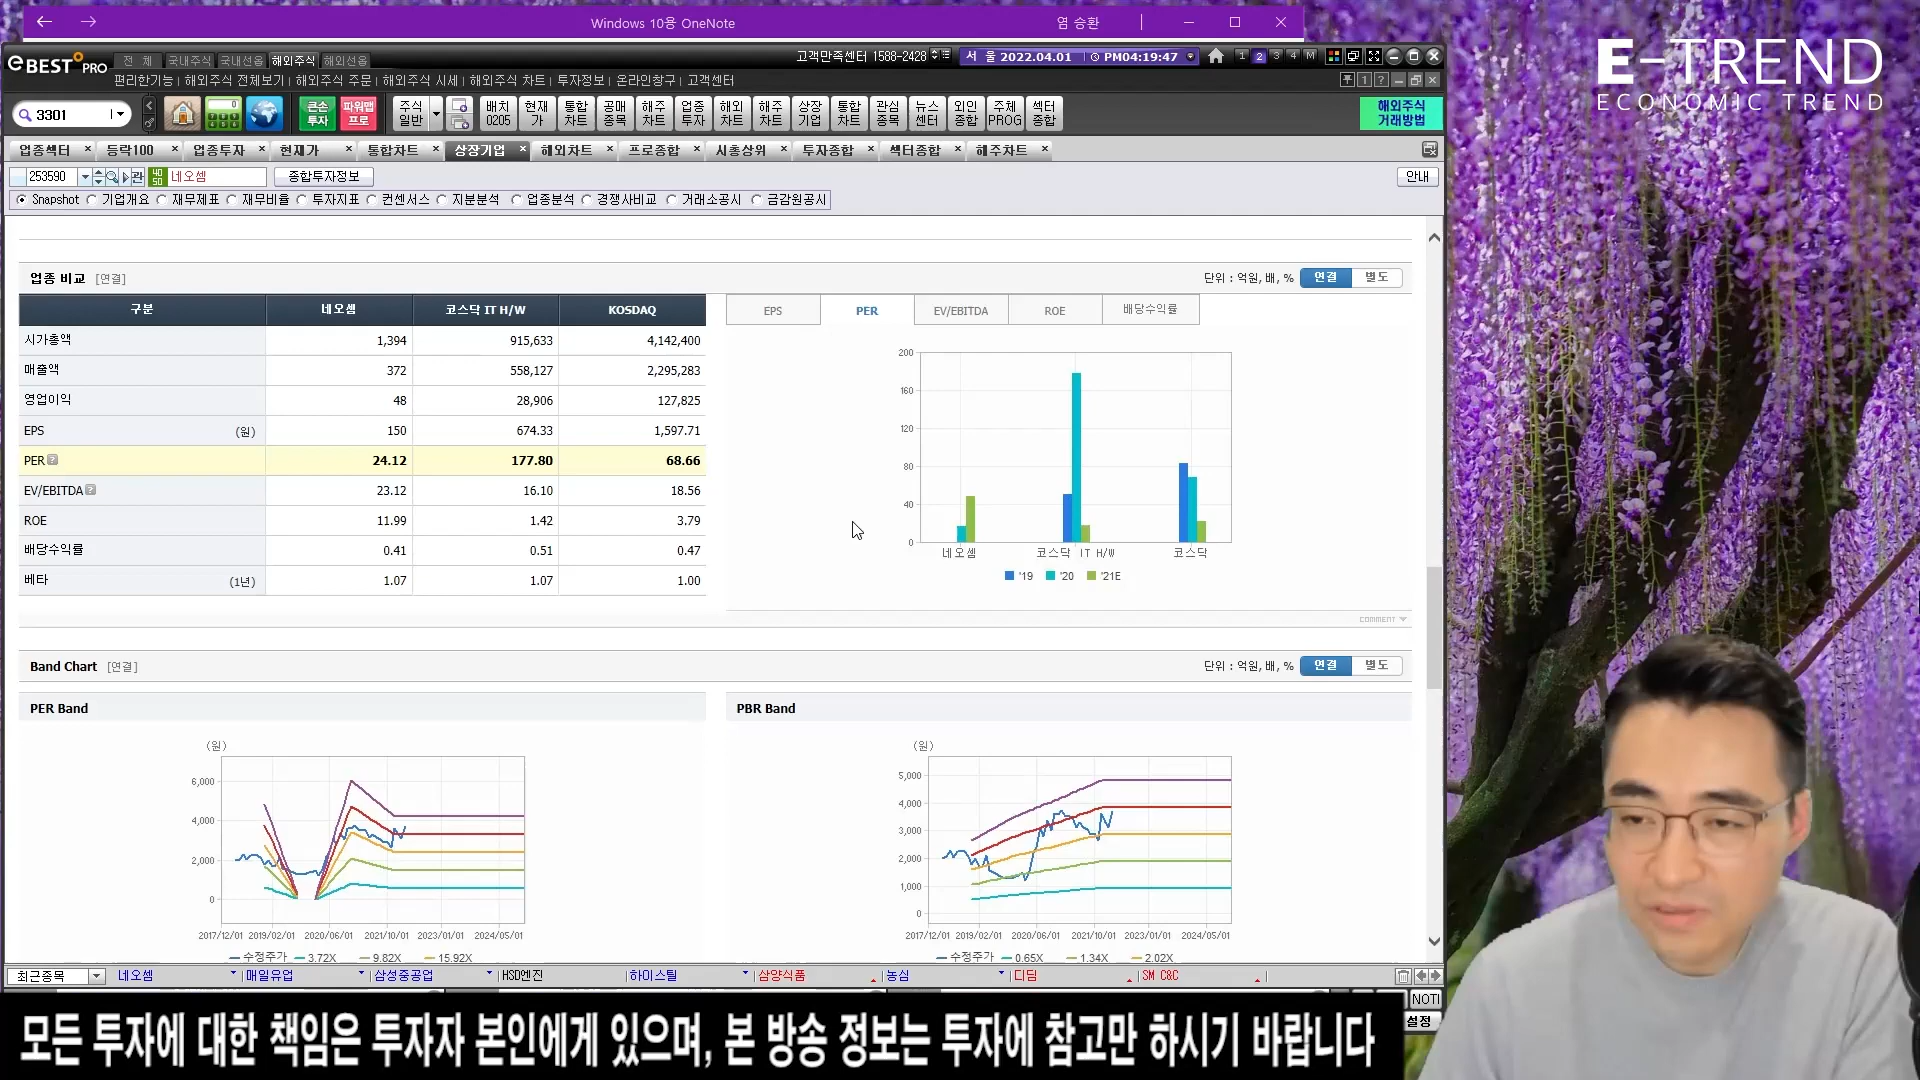 Windows 10용 OneNote
염 승환
E-TREND
ECONOMIC TREND
eBEST PRO
전 체 국내주식 국내선옵 해외주식 해외선옵
고객만족센터 1588-2428
서 울 2022.04.01 PM04:19:47
1 2 3 4 M
편리한기능 | 해외주식 전체보기 | 해외주식 주문 | 해외주식 시세 | 해외주식 차트 | 투자정보 | 온라인창구 | 고객센터
3301
큰손 투자
파워맵 프로
주식 일반
배치 0205
현재 가
통합 차트
공매 종목
해주 차트
업종 투자
해외 차트
해주 차트
상장 기업
통합 차트
관심 종목
뉴스 센터
외인 종합
주체 PROG
섹터 종합
해외주식 거래방법
업종섹터 등락100 업종투자 현재가 통합차트 상장기업 해외차트 프로종합 시총상위 투자종합 섹터종합 해주차트
253590 관 40 50 네오셈 종합투자정보 안내
Snapshot 기업개요 재무제표 재무비율 투자지표 컨센서스 지분분석 업종분석 경쟁사비교 거래소공시 금감원공시
업종 비교 [연결]
단위 : 억원, 배, % 연결 별도
구분 네오셈 코스닥 IT H/W KOSDAQ
시가총액 1,394 915,633 4,142,400
매출액 372 558,127 2,295,283
영업이익 48 28,906 127,825
EPS (원) 150 674.33 1,597.71
PER 24.12 177.80 68.66
EV/EBITDA 23.12 16.10 18.56
ROE 11.99 1.42 3.79
배당수익률 0.41 0.51 0.47
베타 (1년) 1.07 1.07 1.00
EPS PER EV/EBITDA ROE 배당수익률
200
160
120
80
40
0
네오셈 코스닥 IT H/W 코스닥
'19 '20 '21E
COMMENT
Band Chart [연결]
단위 : 억원, 배, % 연결 별도
PER Band
(원)
6,000
4,000
2,000
0
2017/12/01 2019/02/01 2020/06/01 2021/10/01 2023/01/01 2024/05/01
수정주가 3.72X 9.82X 15.92X
PBR Band
(원)
5,000
4,000
3,000
2,000
1,000
0
2017/12/01 2019/02/01 2020/06/01 2021/10/01 2023/01/01 2024/05/01
수정주가 0.65X 1.34X 2.02X
최근종목 네오셈 매일유업 삼성중공업 HSD엔진 하이스틸 삼양식품 농심 디딤 SM C&C
NOTI
설정
모든 투자에 대한 책임은 투자자 본인에게 있으며, 본 방송 정보는 투자에 참고만 하시기 바랍니다